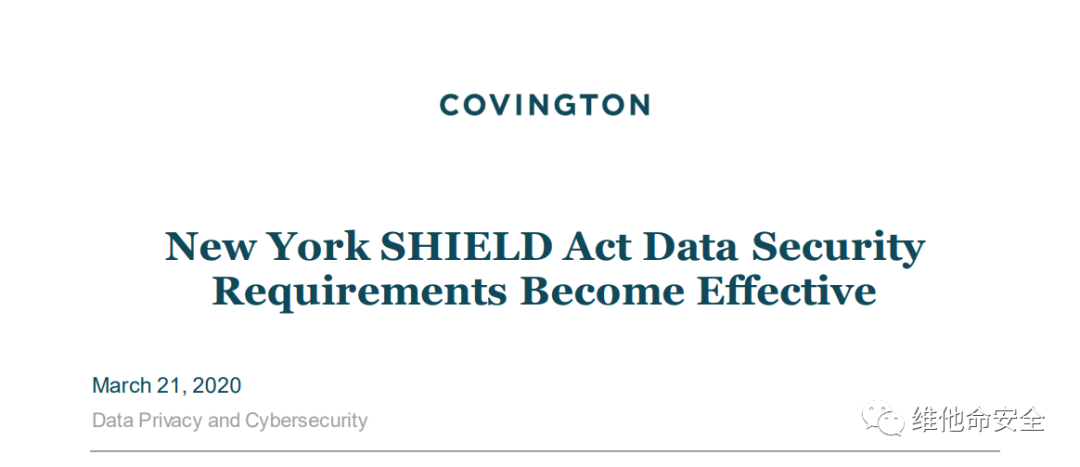 COVINGTON
New York SHIELD Act Data Security
Requirements Become Effective
March 21, 2020
Data Privacy and Cybersecurity
维他命安全